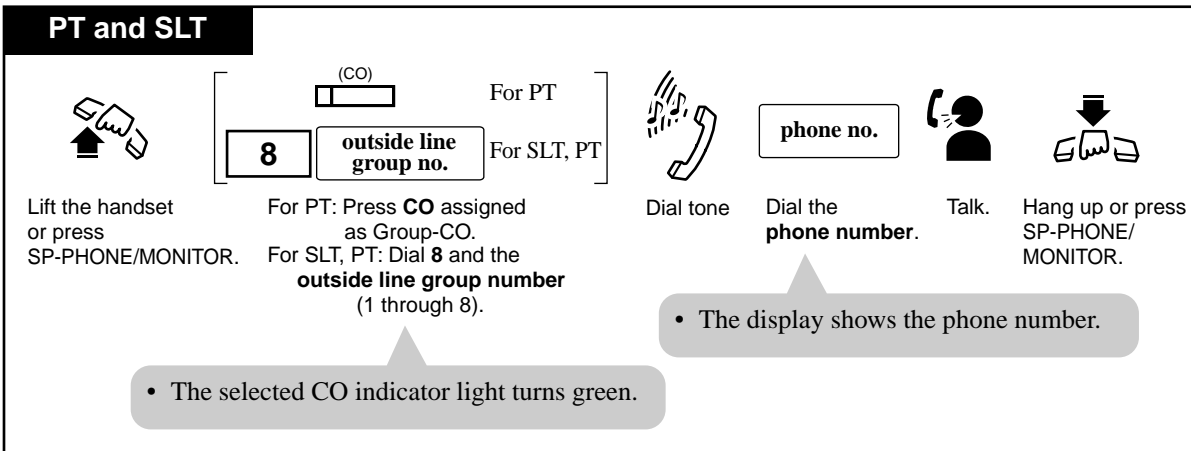 PT and SLT
(CO)
For PT
8
outside line
group no.
For SLT, PT
phone no.
Lift the handset
or press
SP-PHONE/MONITOR.
For PT: Press CO assigned
as Group-CO.
For SLT, PT: Dial 8 and the
outside line group number
(1 through 8).
Dial tone
Dial the
phone number.
Talk.
Hang up or press
SP-PHONE/
MONITOR.
• The display shows the phone number.
• The selected CO indicator light turns green.